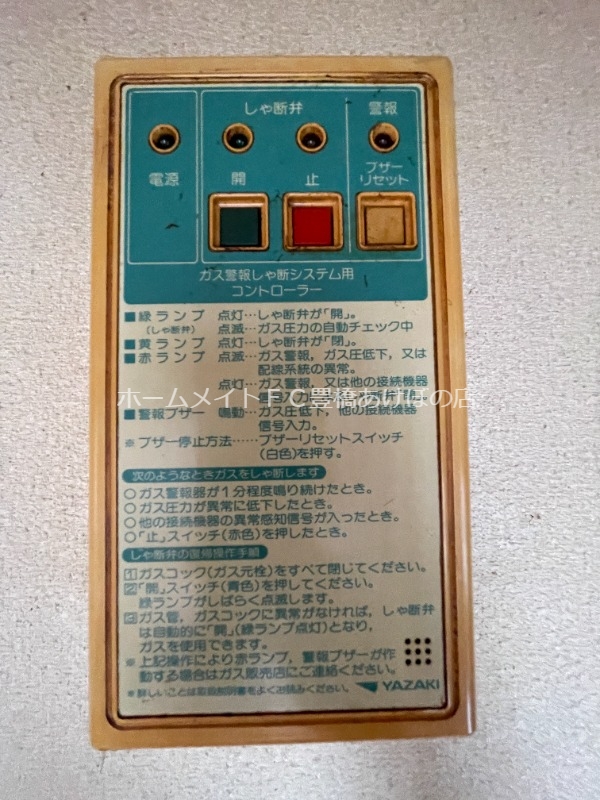 しゃ断弁
警報
電源
開
止
ブザー
リセット
ガス警報しゃ断システム用
コントローラー
■緑ランプ 点灯…しゃ断弁が「開」。
(しゃ断弁) 点滅…ガス圧力の自動チェック中
■黄ランプ 点灯…しゃ断弁が「閉」。
■赤ランプ 点滅…ガス警報，ガス圧低下，又は
配線系統の異常。
点灯…ガス警報，又は他の接続機器
ホームメイトＦＣ豊橋あけぼの店
■警報ブザー 鳴動…ガス圧低下，他の接続機器
信号入力。
※ブザー停止方法……ブザーリセットスイッチ
(白色)を押す。
次のようなときガスをしゃ断します
○ガス警報器が１分程度鳴り続けたとき。
○ガス圧力が異常に低下したとき。
○他の接続機器の異常感知信号が入ったとき。
○「止」スイッチ(赤色)を押したとき。
しゃ断弁の復帰操作手順
1 ガスコック(ガス元栓)をすべて閉じてください。
2 「開」スイッチ(青色)を押してください。
緑ランプがしばらく点滅します。
3 ガス管，ガスコックに異常がなければ，しゃ断弁
は自動的に「開」(緑ランプ点灯)となり，
ガスを使用できます。
※上記操作により赤ランプ，警報ブザーが作
動する場合はガス販売店にご連絡ください。
※詳しいことは取扱説明書をよくお読みください。
YAZAKI